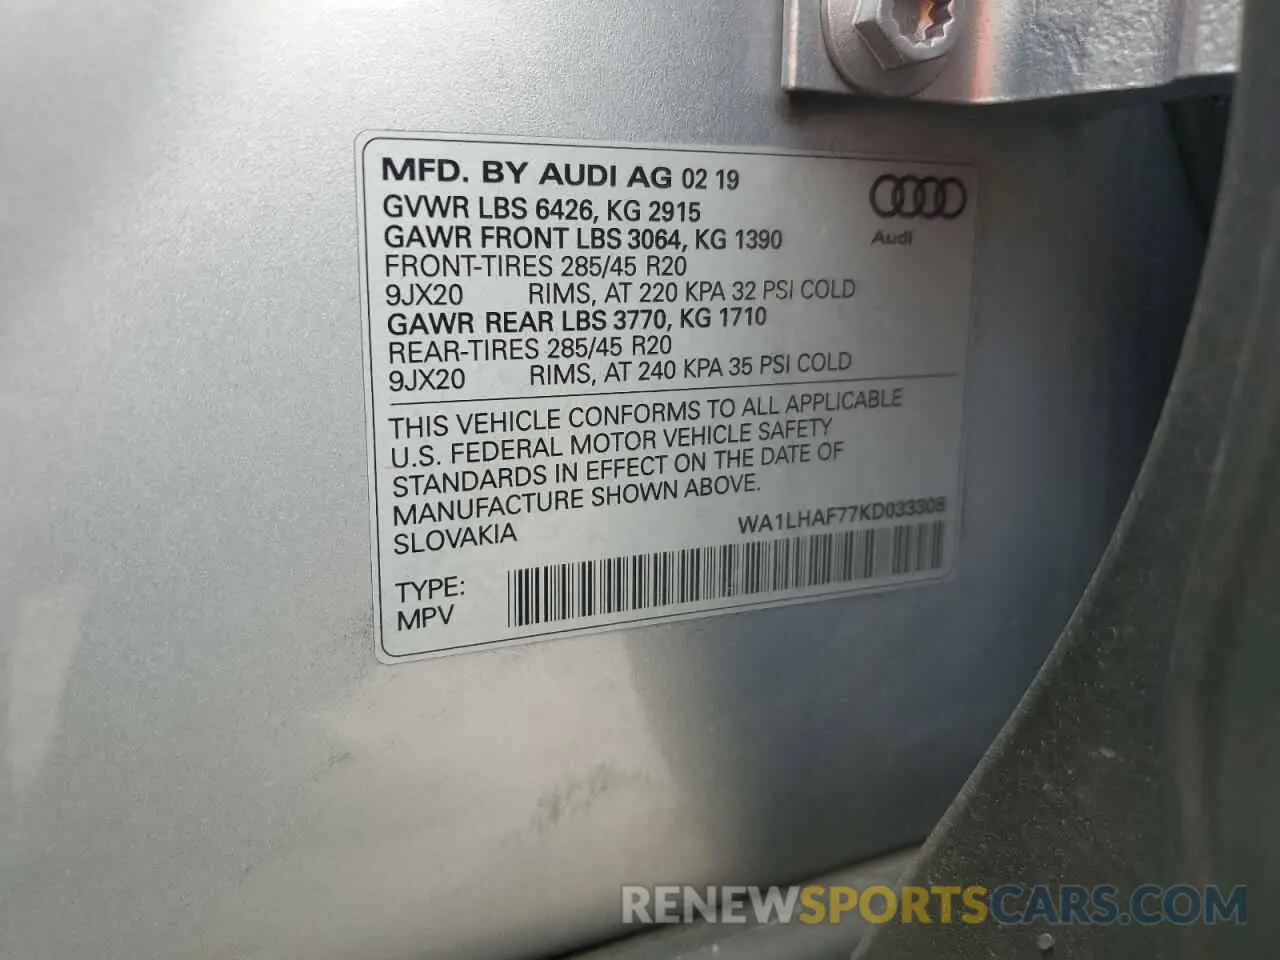 MFD. BY AUDI AG 02 19
GVWR LBS 6426, KG 2915
GAWR FRONT LBS 3064, KG 1390
FRONT-TIRES 285/45 R20
9JX20 RIMS, AT 220 KPA 32 PSI COLD
GAWR REAR LBS 3770, KG 1710
REAR-TIRES 285/45 R20
9JX20 RIMS, AT 240 KPA 35 PSI COLD
Audi
THIS VEHICLE CONFORMS TO ALL APPLICABLE
U.S. FEDERAL MOTOR VEHICLE SAFETY
STANDARDS IN EFFECT ON THE DATE OF
MANUFACTURE SHOWN ABOVE.
SLOVAKIA
WA1LHAF77KD033308
TYPE:
MPV
RENEWSPORTSCARS.COM